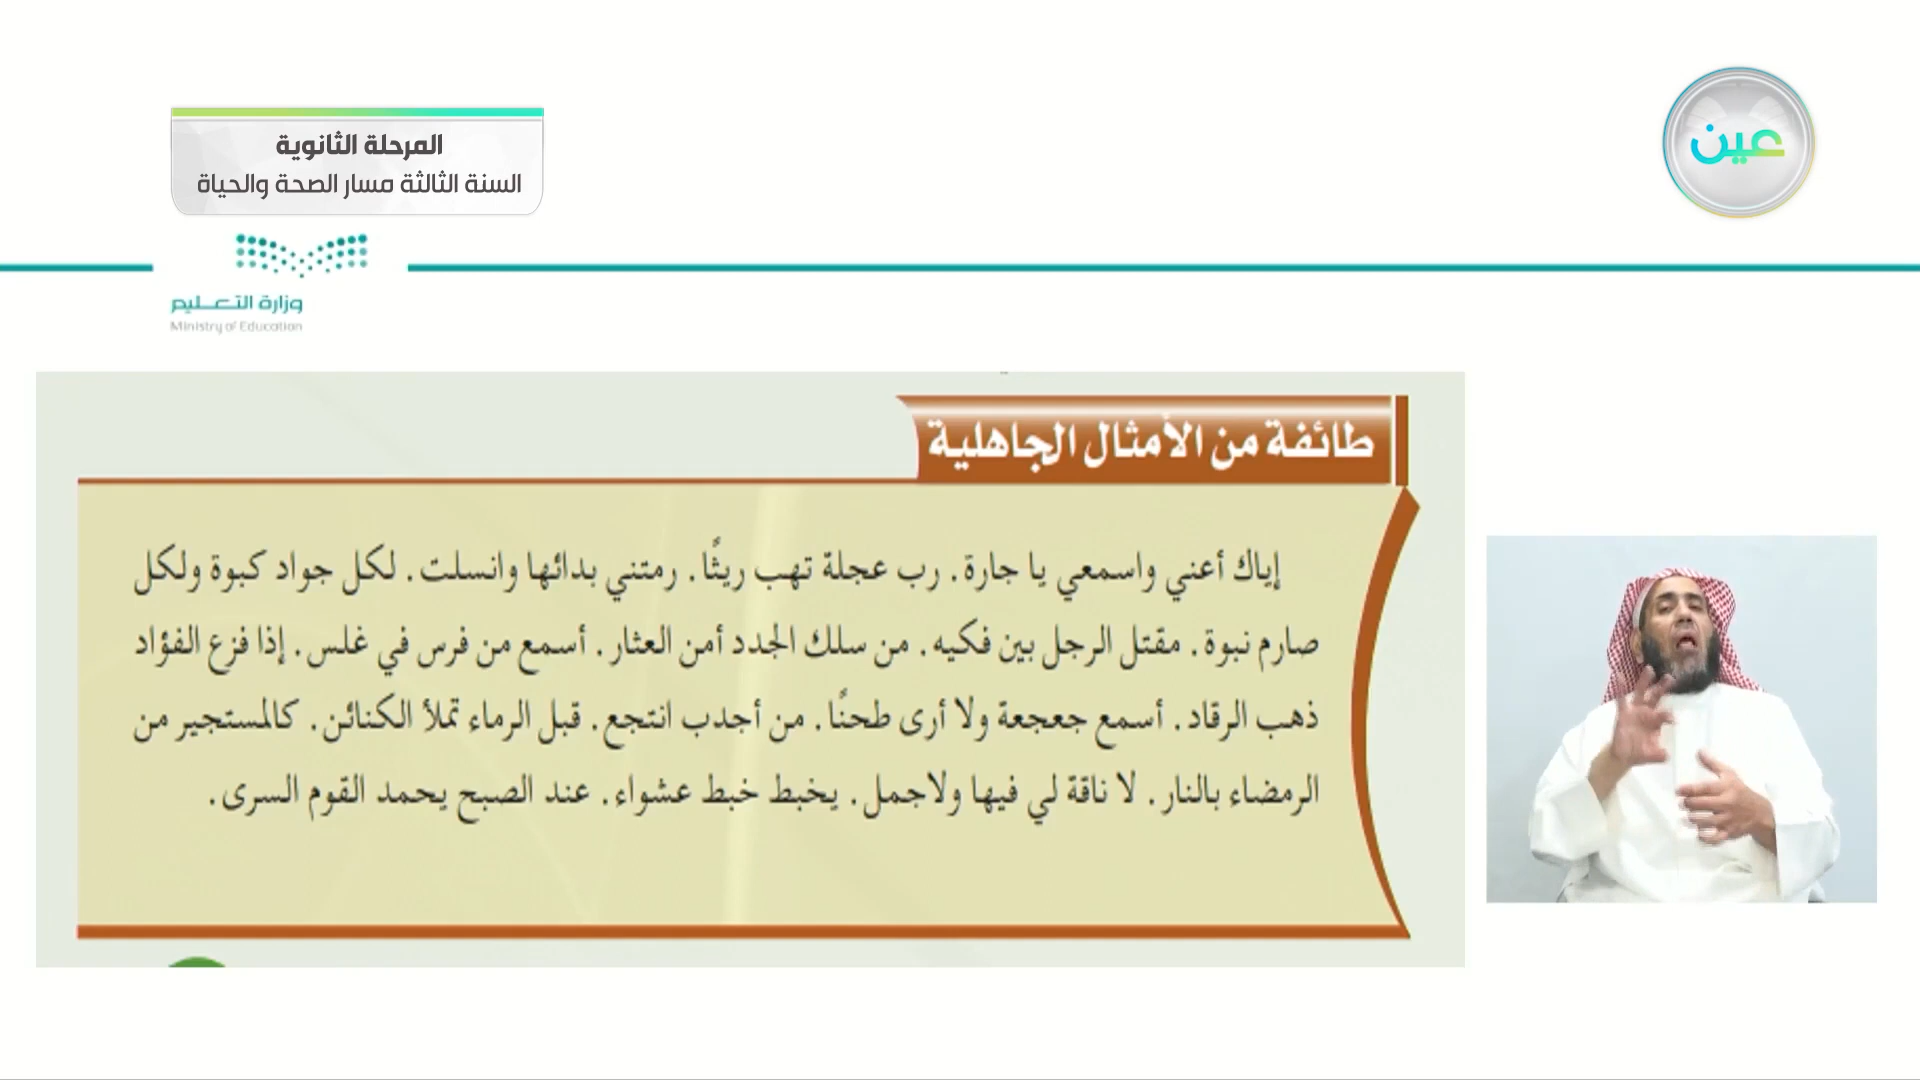 المرحلة الثانوية
السنة الثالثة مسار الصحة والحياة
عين
وزارة التعليم
Ministry of Education
طائفة من الأمثال الجاهلية
إياك أعني واسمعي يا جارة. رب عجلة تهب ريثًا. رمتني بدائها وانسلت. لكل جواد كبوة ولكل
صارم نبوة. مقتل الرجل بين فكيه. من سلك الجدد أمن العثار. أسمع من فرس في غلس. إذا فزع الفؤاد
ذهب الرقاد. أسمع جعجعة ولا أرى طحنًا. من أجدب انتجع. قبل الرماء تملأ الكنائن. كالمستجير من
الرمضاء بالنار. لا ناقة لي فيها ولاجمل. يخبط خبط عشواء. عند الصبح يحمد القوم السرى.